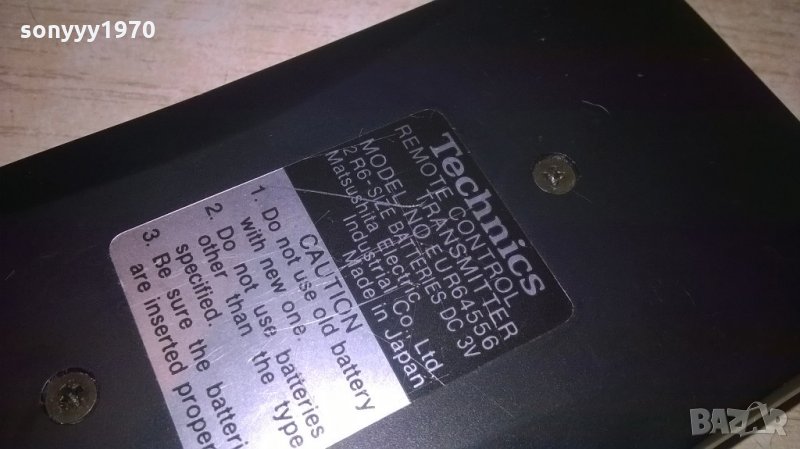 sonyyy1970
Technics
REMOTE CONTROL
TRANSMITTER
MODEL NO. EUR64556
2 R6-SIZE BATTERIES DC 3V
Matsushita Electric
Industrial Co., Ltd.
Made in Japan
CAUTION
1. Do not use old battery
with new one.
2. Do not use batteries
other than the type
specified.
3. Be sure the batteri
are inserted proper
BAZAR